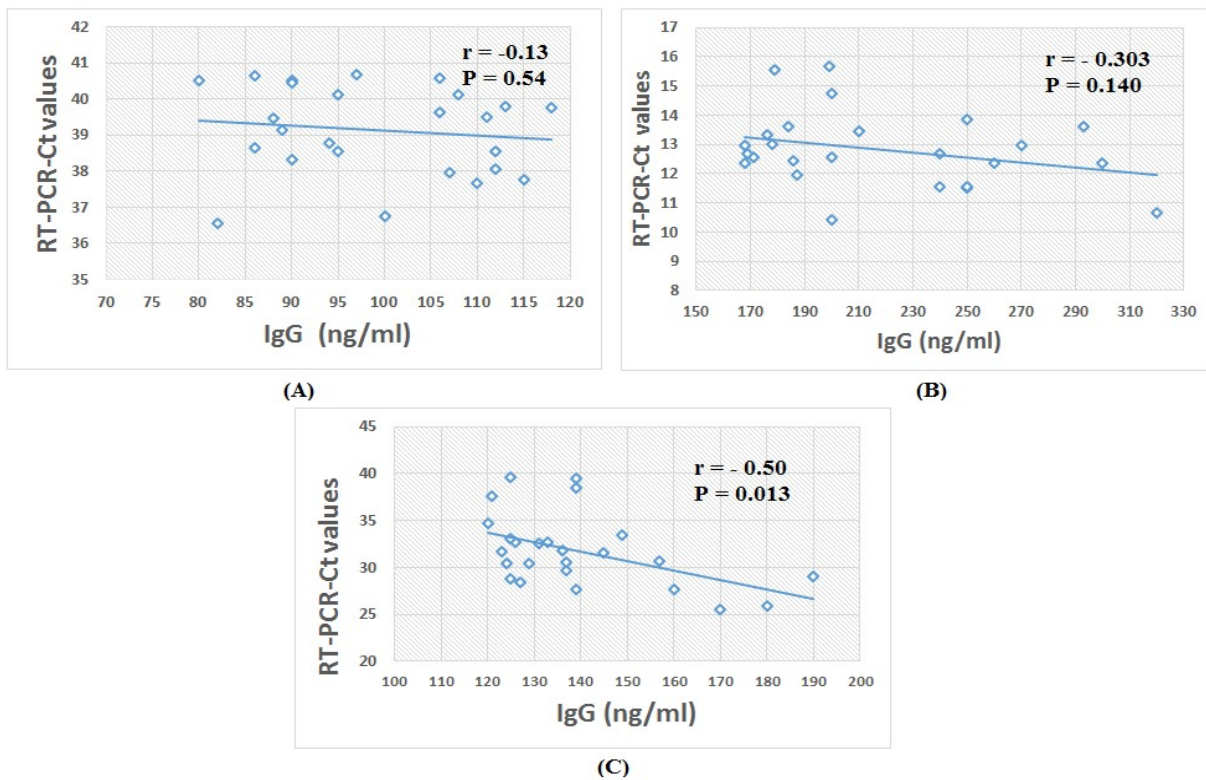 42
41
40
39
38
37
36
35
RT-PCR-Ct values
r = -0.13
P = 0.54
70 75 80 85 90 95 100 105 110 115 120
IgG (ng/ml)
(A)
17
16
15
14
13
12
11
10
9
8
RT-PCR-Ct values
r = - 0.303
P = 0.140
150 170 190 210 230 250 270 290 310 330
IgG (ng/ml)
(B)
45
40
35
30
25
20
RT-PCR-Ct values
r = - 0.50
P = 0.013
100 110 120 130 140 150 160 170 180 190 200
IgG (ng/ml)
(C)